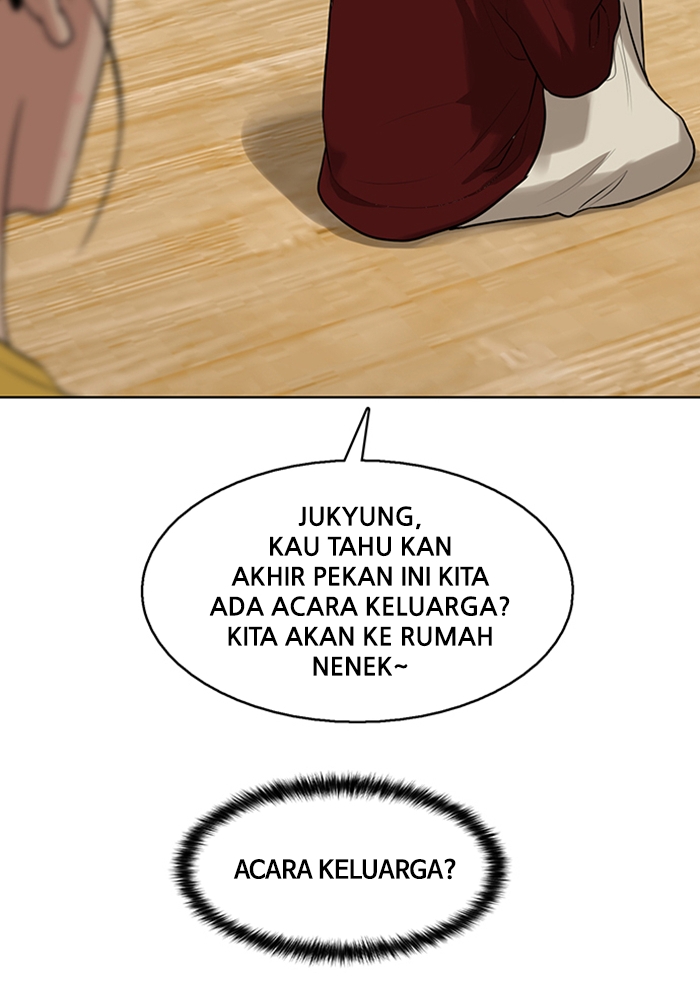 JUKYUNG,
KAU TAHU KAN
AKHIR PEKAN INI KITA
ADA ACARA KELUARGA?
KITA AKAN KE RUMAH
NENEK~
ACARA KELUARGA?